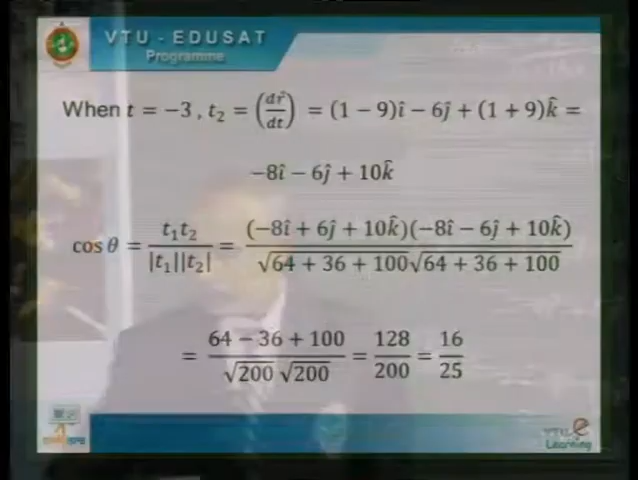 VTU - EDUSAT
Programme
When t = −3 , t₂ = (dr̂/dt) = (1 − 9)î − 6ĵ + (1 + 9)k̂ =
−8î − 6ĵ + 10k̂
cos θ = t₁t₂/|t₁||t₂| = (−8î + 6ĵ + 10k̂)(−8î − 6ĵ + 10k̂)/√64 + 36 + 100√64 + 36 + 100
= 64 − 36 + 100/√200 √200 = 128/200 = 16/25
VTU e
Learning